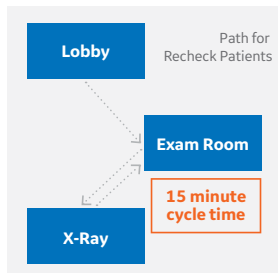 Lobby
Path for
Recheck Patients
Exam Room
15 minute
cycle time
X-Ray